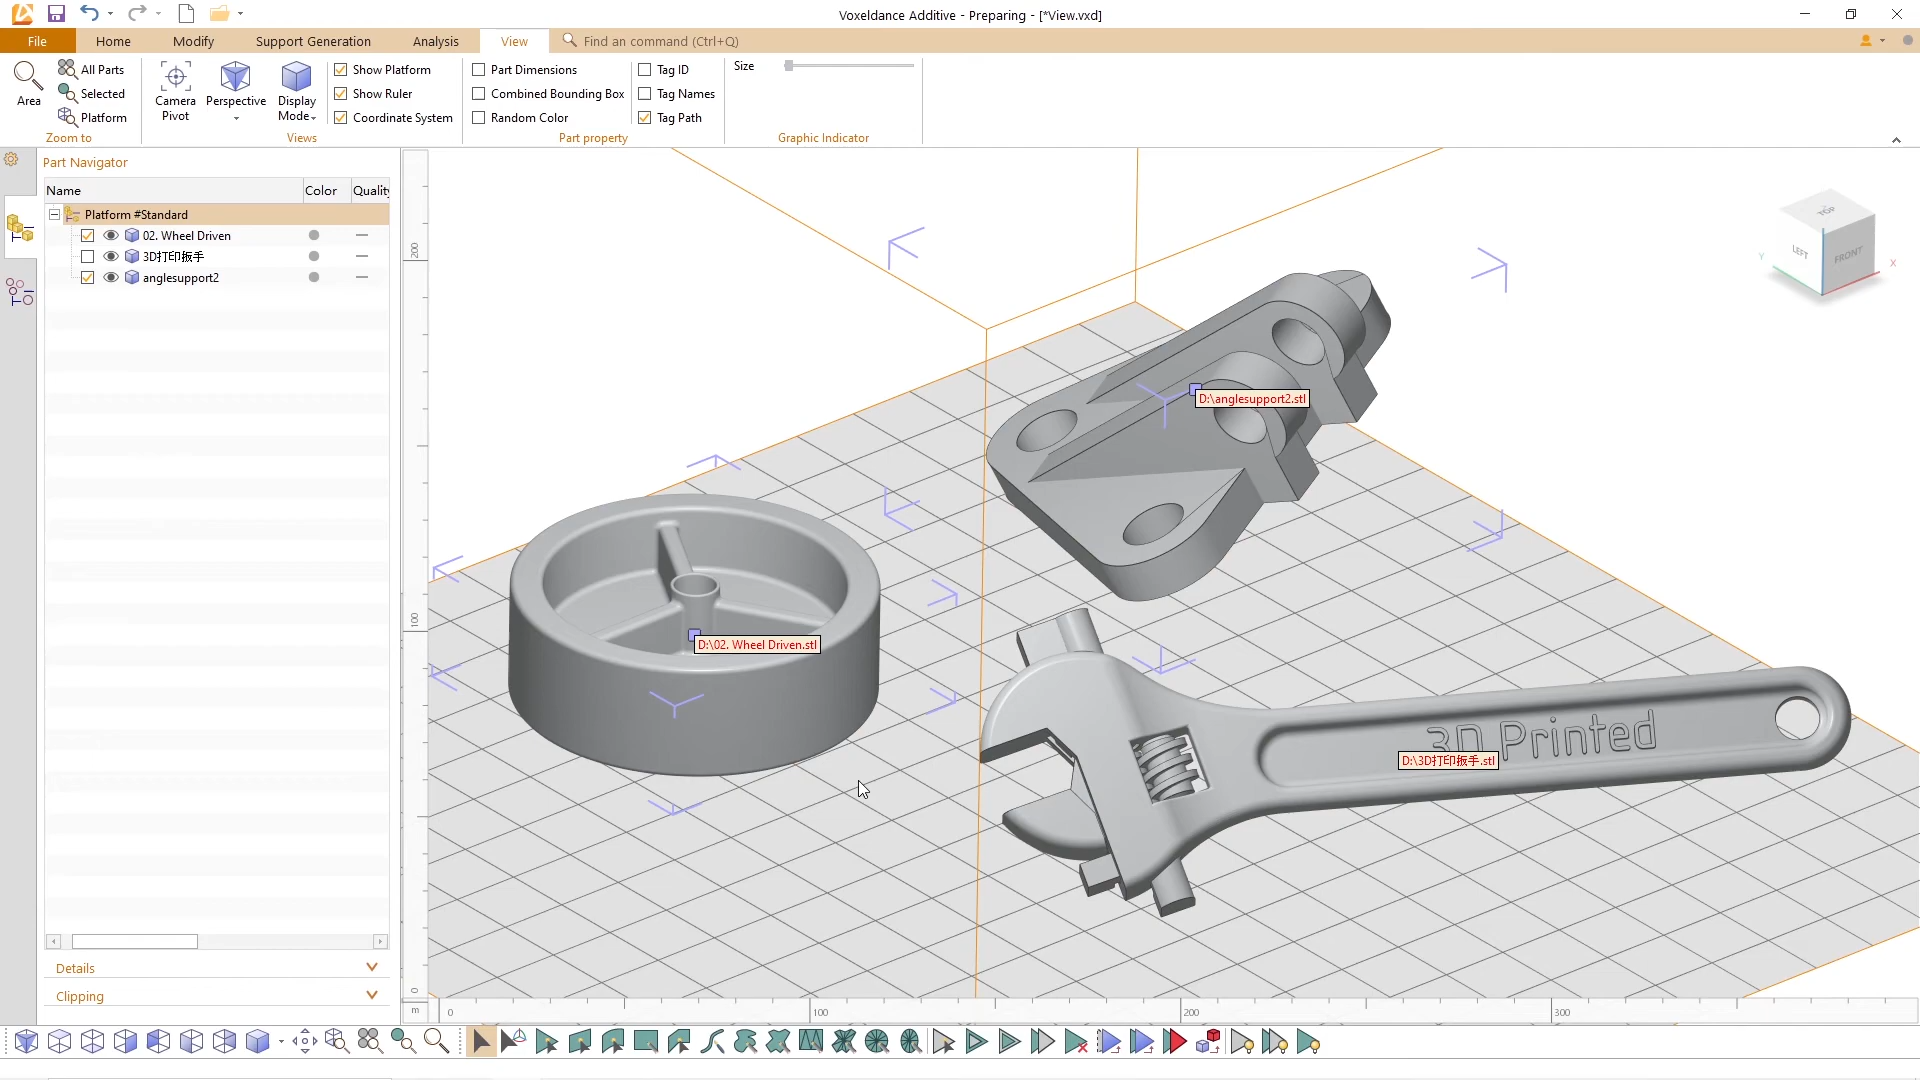 Voxeldance Additive - Preparing - [*View.vxd]
File
Home
Modify
Support Generation
Analysis
View
Find an command (Ctrl+Q)
Area
All Parts
Selected
Platform
Zoom to
Camera
Pivot
Perspective
Display
Mode
Show Platform
Show Ruler
Coordinate System
Views
Part Dimensions
Combined Bounding Box
Random Color
Tag ID
Tag Names
Tag Path
Part property
Size
Graphic Indicator
Part Navigator
Name
Color
Quality
Platform #Standard
02. Wheel Driven
3D打印扳手
anglesupport2
Details
Clipping
200
100
0
m
0
100
200
300
TOP
LEFT
FRONT
Y
X
D:\anglesupport2.stl
D:\02. Wheel Driven.stl
3D Printed
D:\3D打印扳手.stl